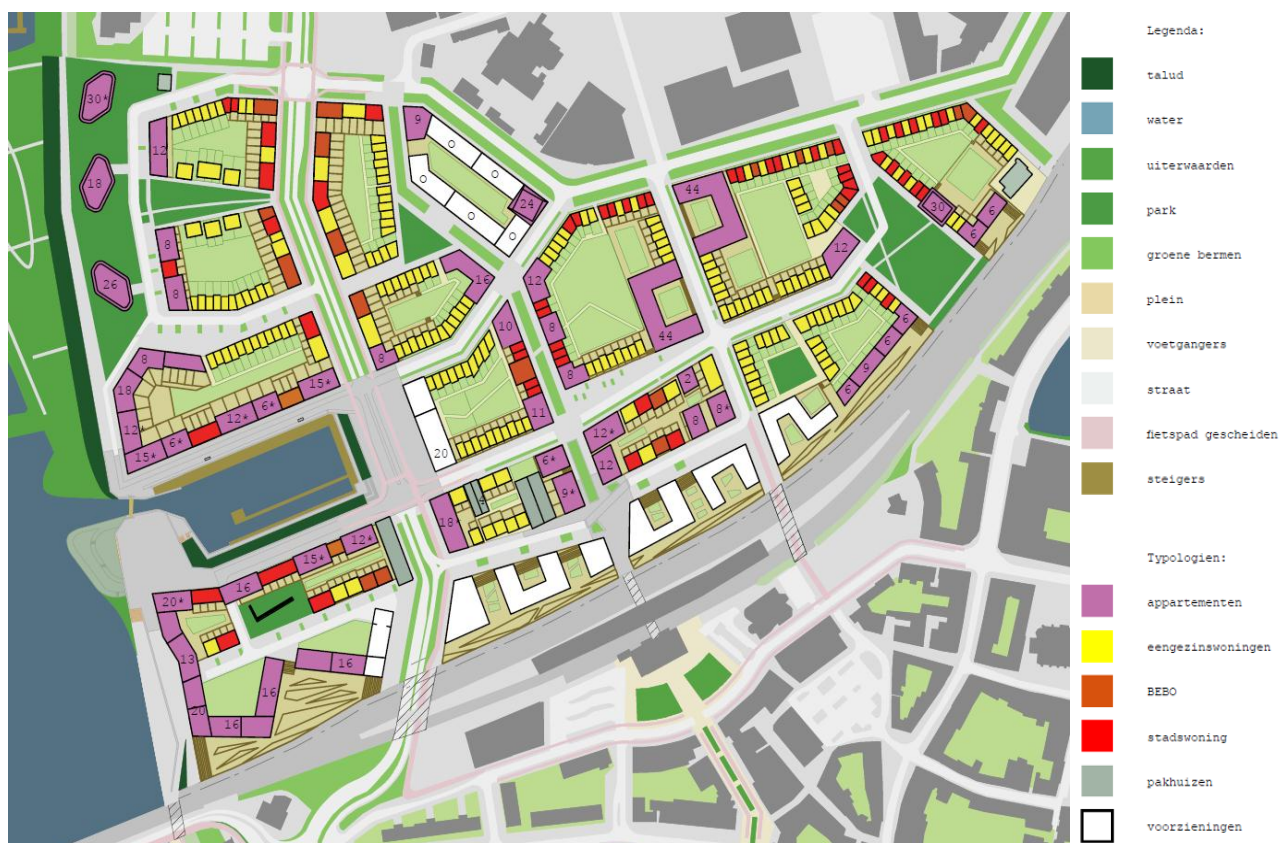 Legenda:
talud
water
uiterwaarden
park
groene bermen
plein
voetgangers
straat
fietspad gescheiden
steigers
Typologien:
appartementen
eengezinswoningen
BEBO
stadswoning
pakhuizen
voorzieningen
30*
18
26
12
8
8
9
24
16
8
12
8
8
44
44
12
30
6
6
6
6
9
6
8
18
12*
15*
6*
12*
6*
15*
10
11
20
18*
4
6*
9*
12*
12
2
8
8*
20*
16
15*
12*
13
20
16
16
16